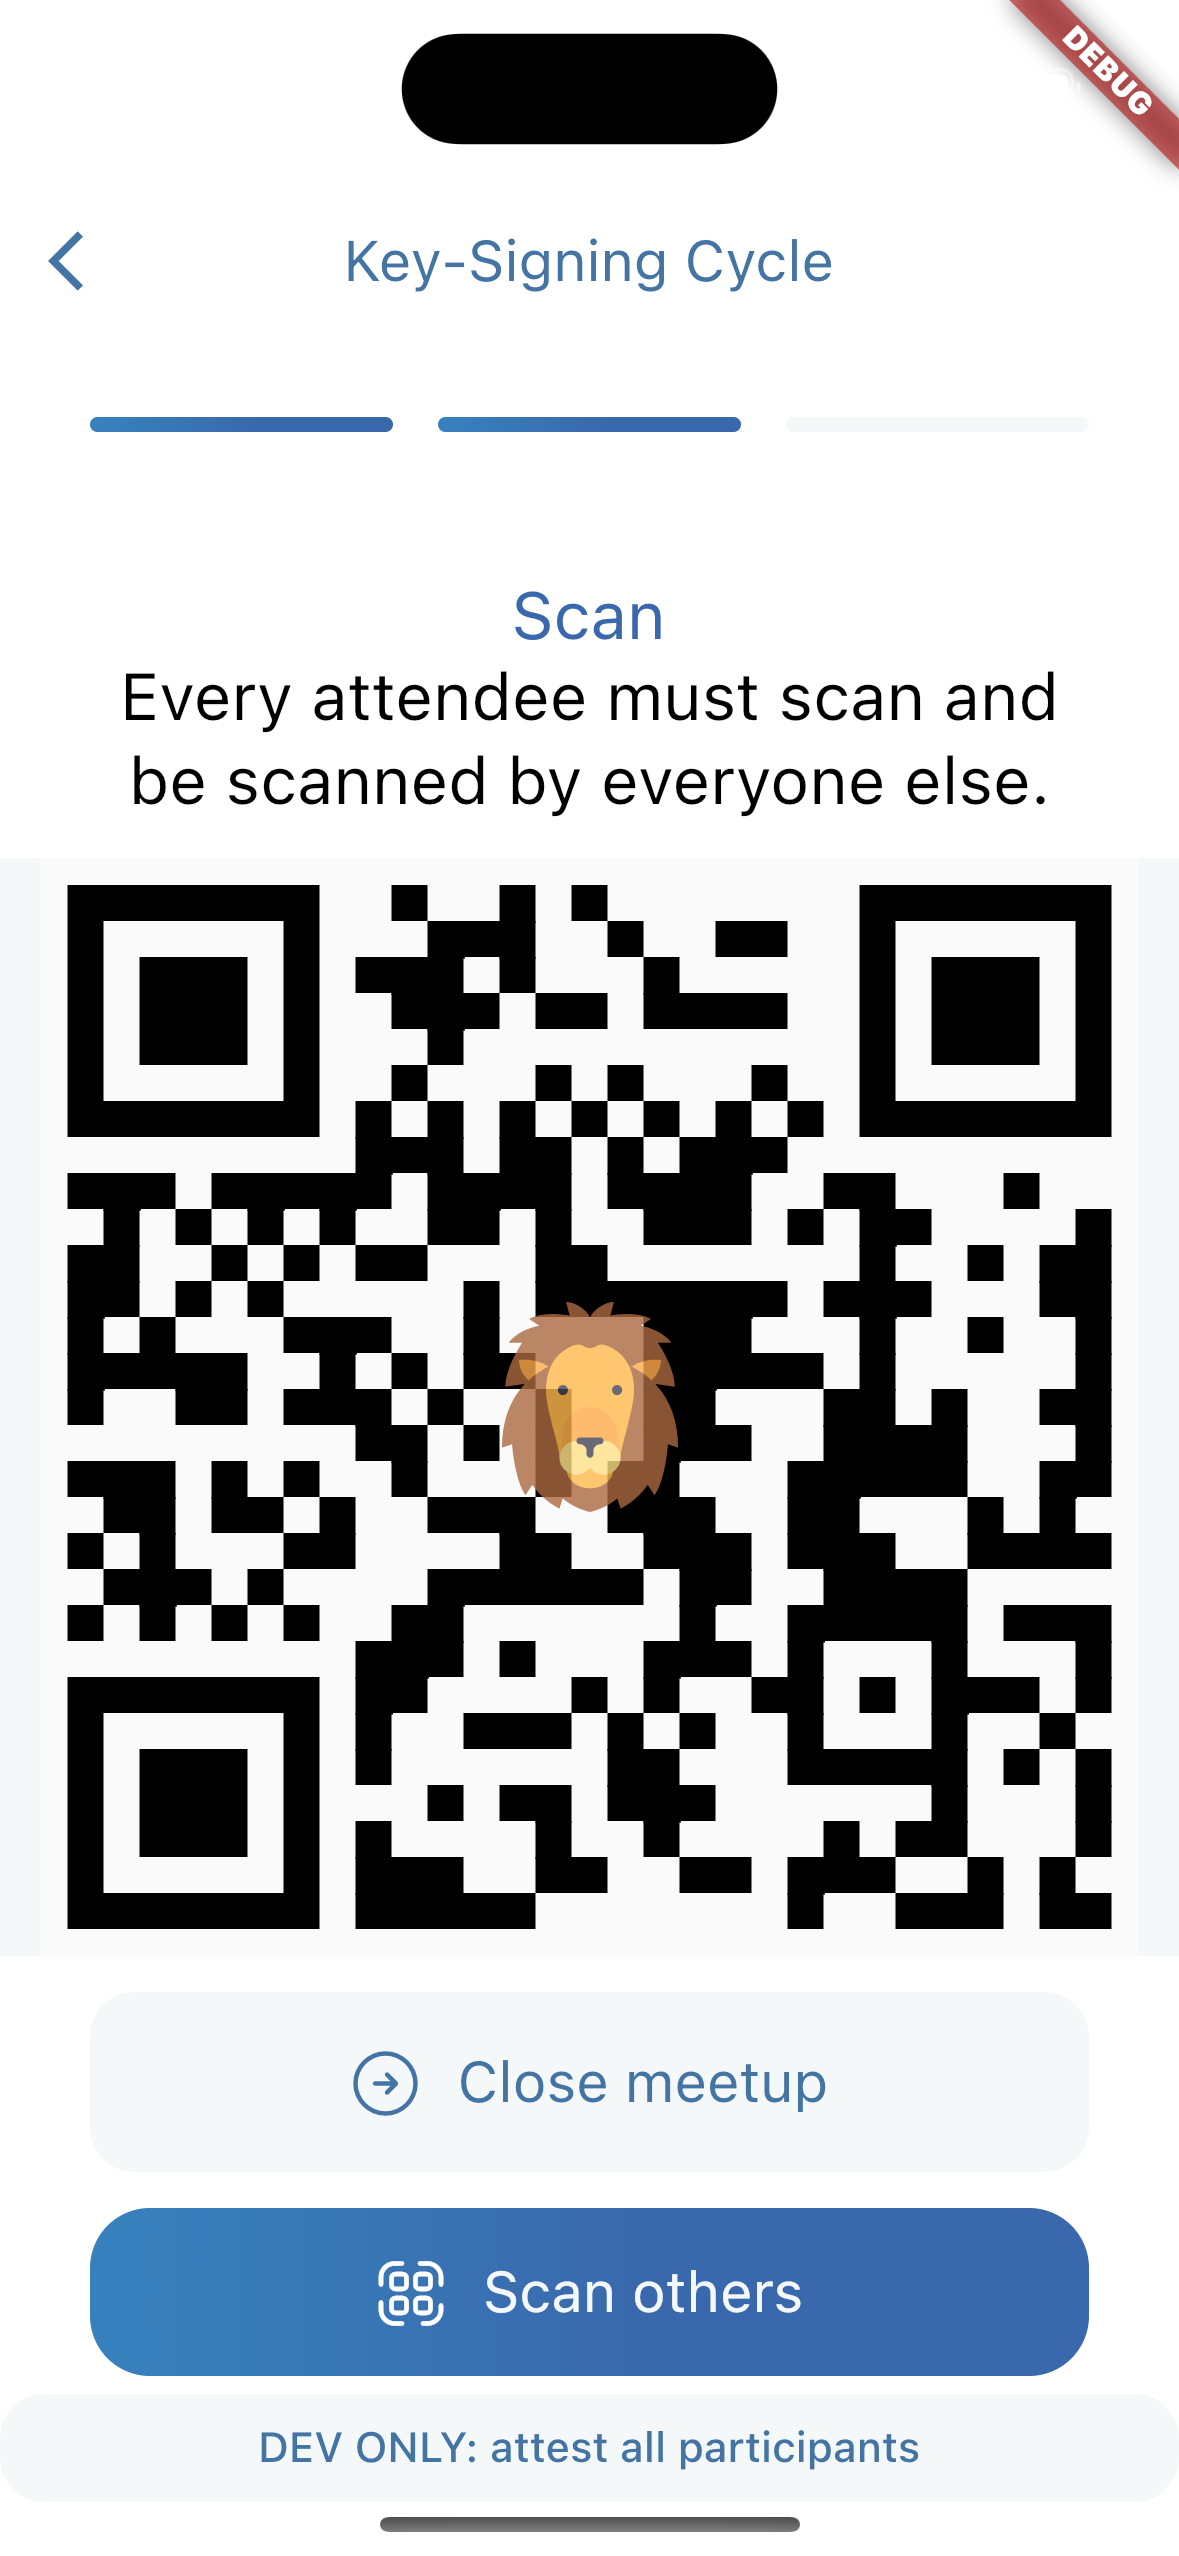 DEBUG
Key-Signing Cycle
Scan
Every attendee must scan and
be scanned by everyone else.
Close meetup
Scan others
DEV ONLY: attest all participants